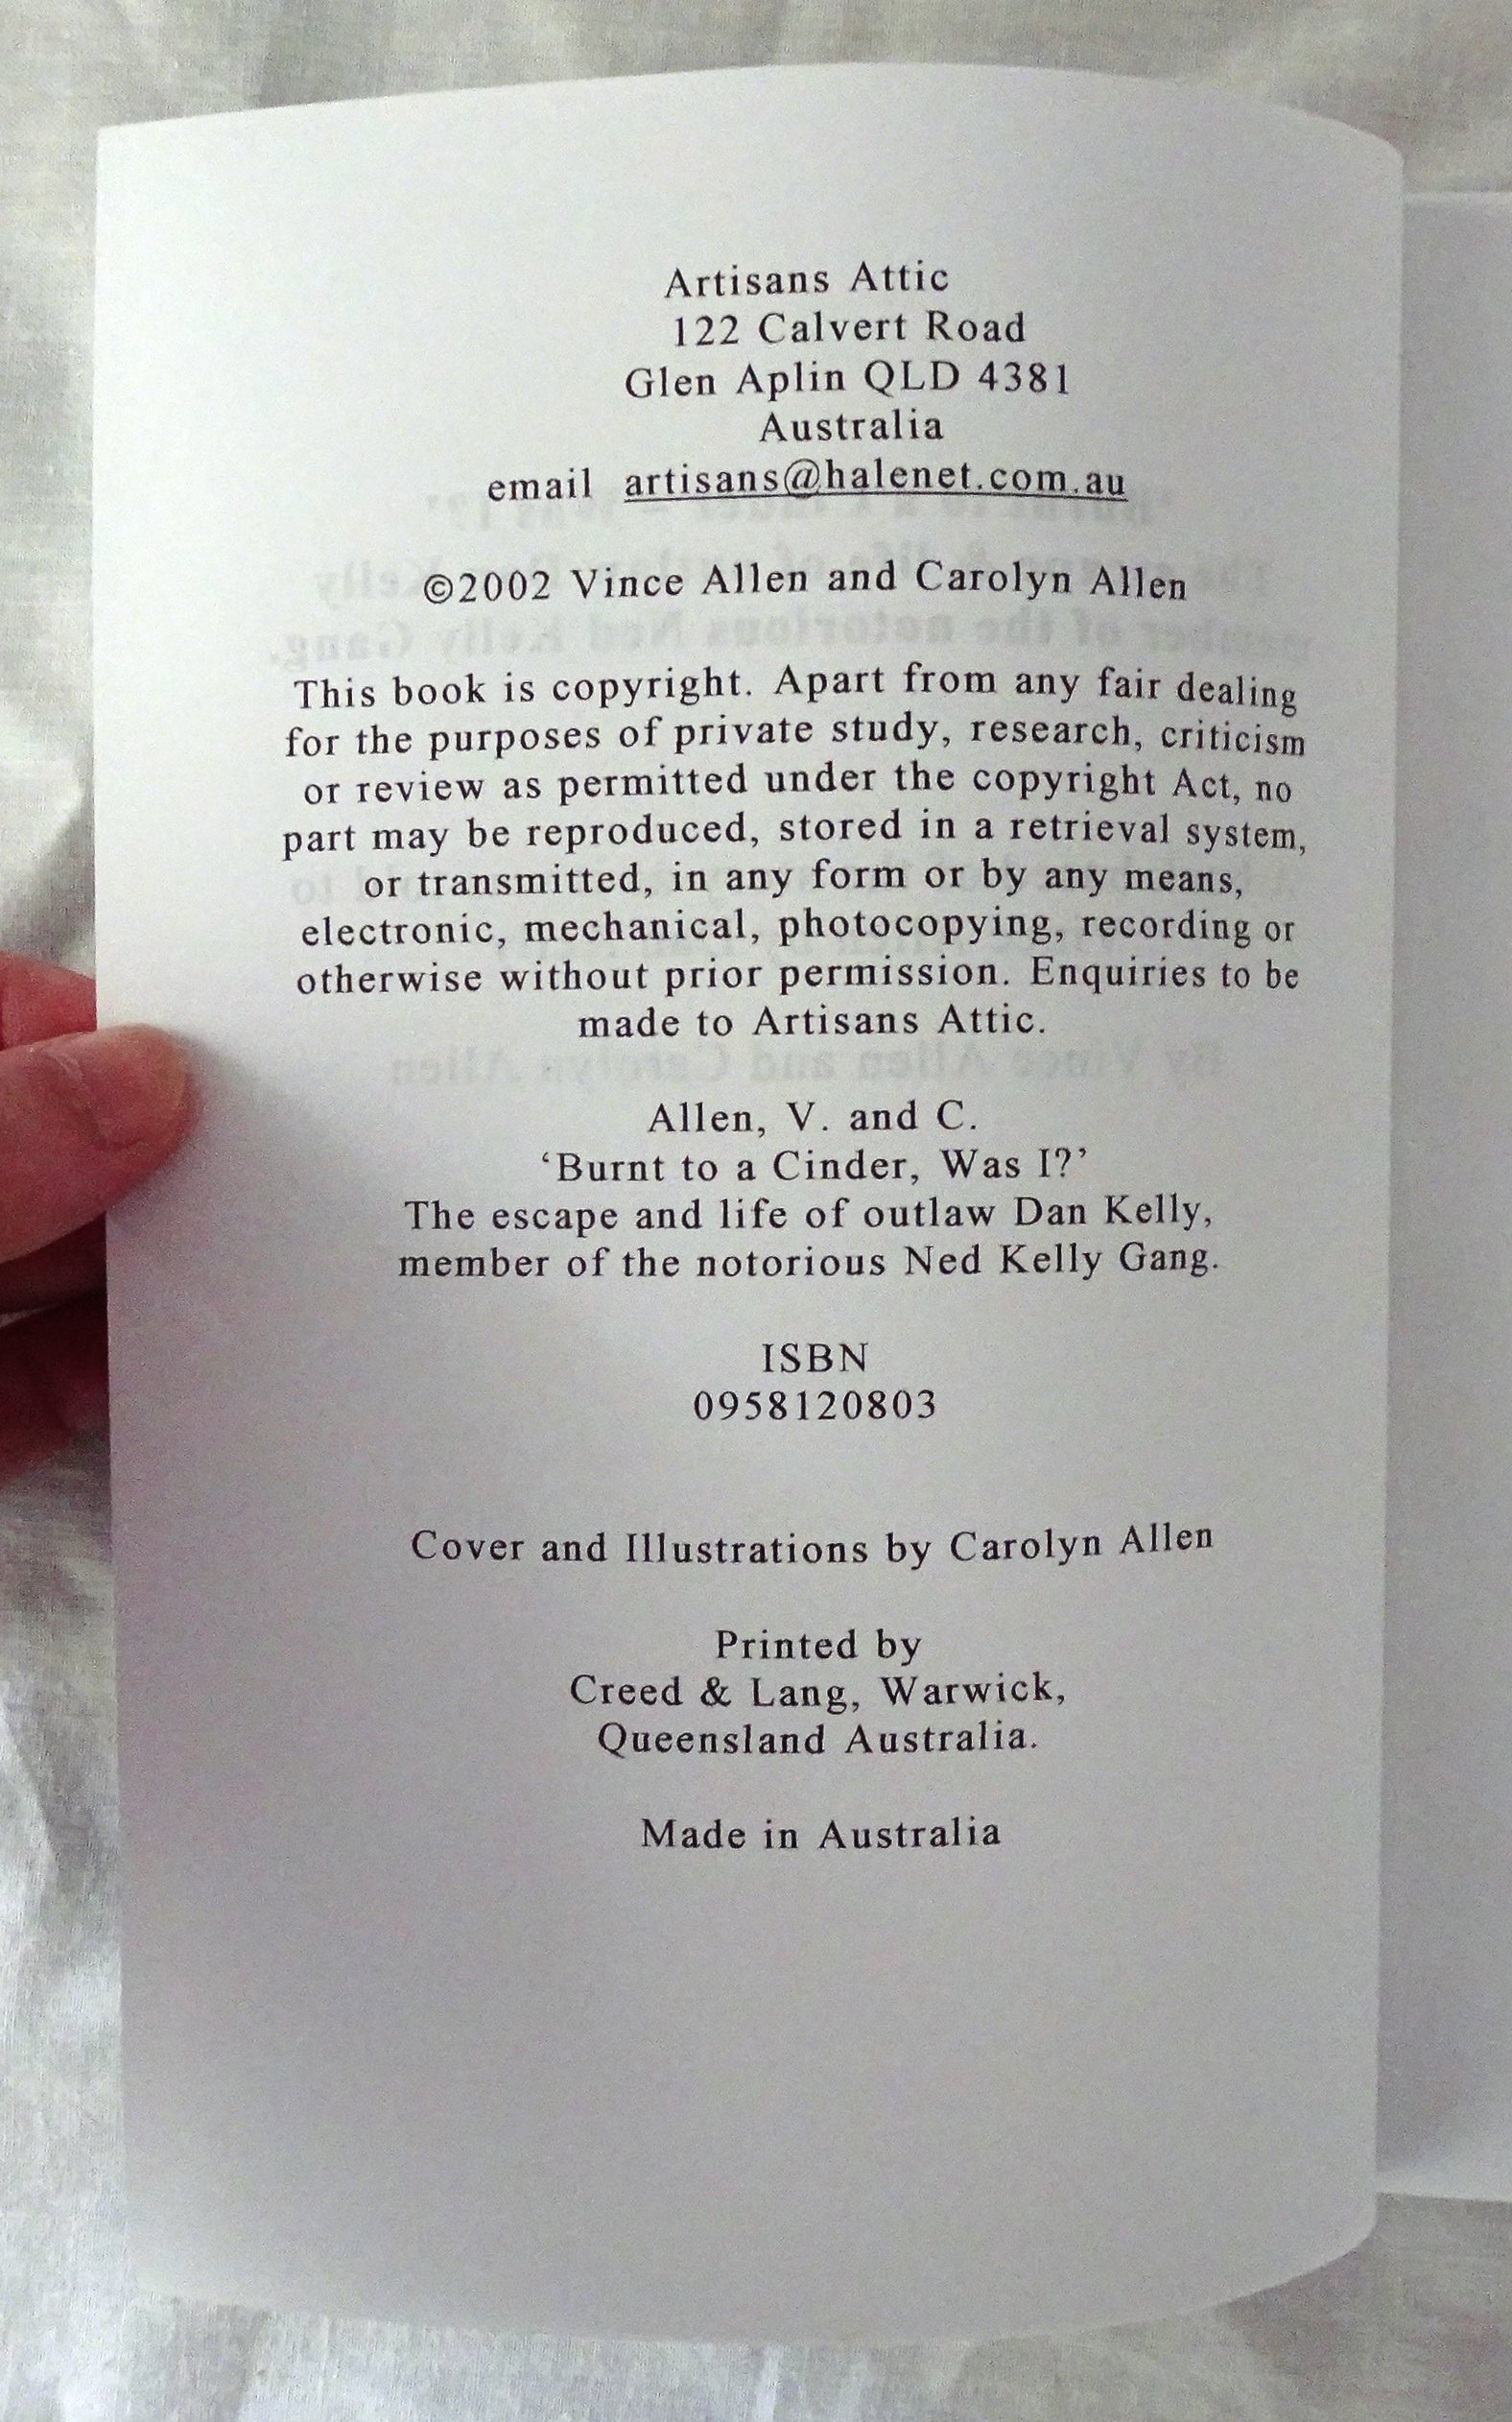 Artisans Attic
122 Calvert Road
Glen Aplin QLD 4381
Australia
email artisans@halenet.com.au
©2002 Vince Allen and Carolyn Allen
This book is copyright. Apart from any fair dealing
for the purposes of private study, research, criticism
or review as permitted under the copyright Act, no
part may be reproduced, stored in a retrieval system,
or transmitted, in any form or by any means,
electronic, mechanical, photocopying, recording or
otherwise without prior permission. Enquiries to be
made to Artisans Attic.
Allen, V. and C.
‘Burnt to a Cinder, Was I?’
The escape and life of outlaw Dan Kelly,
member of the notorious Ned Kelly Gang.
ISBN
0958120803
Cover and Illustrations by Carolyn Allen
Printed by
Creed & Lang, Warwick,
Queensland Australia.
Made in Australia